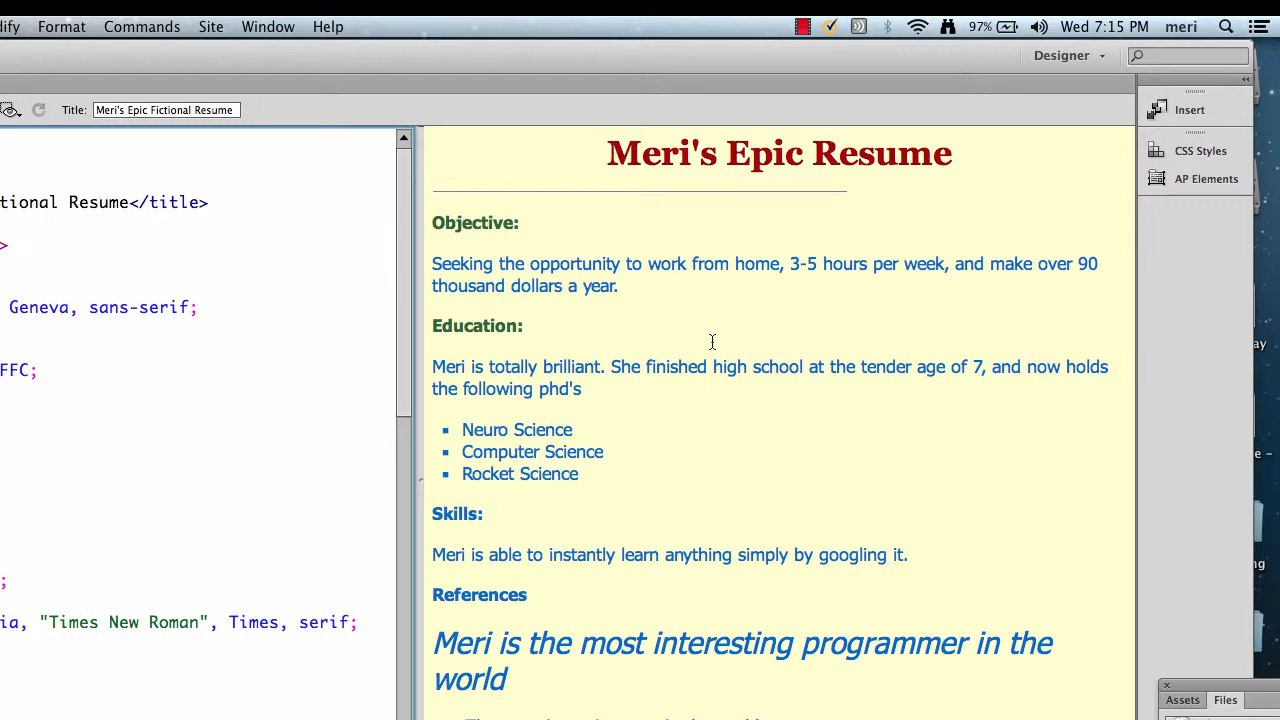 dify Format Commands Site Window Help 97% Wed 7:15 PM meri
Designer
Title: Meri's Epic Fictional Resume
Insert
CSS Styles
AP Elements
tional Resume</title>
>
Geneva, sans-serif;
FFC;
;
ia, "Times New Roman", Times, serif;
Meri's Epic Resume
Objective:
Seeking the opportunity to work from home, 3-5 hours per week, and make over 90
thousand dollars a year.
Education:
Meri is totally brilliant. She finished high school at the tender age of 7, and now holds
the following phd's
Neuro Science
Computer Science
Rocket Science
Skills:
Meri is able to instantly learn anything simply by googling it.
References
Meri is the most interesting programmer in the
world
ay
e -
ng
Assets Files